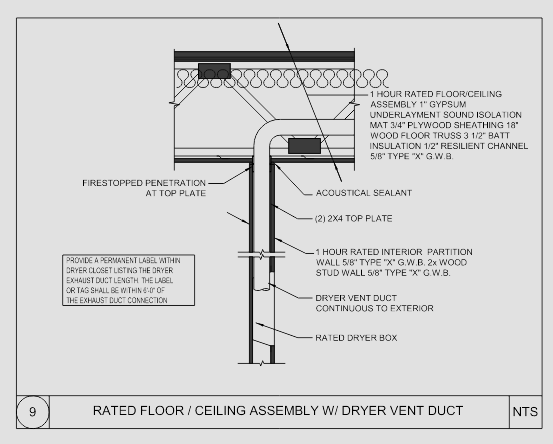 1 HOUR RATED FLOOR/CEILING
ASSEMBLY 1" GYPSUM
UNDERLAYMENT SOUND ISOLATION
MAT 3/4" PLYWOOD SHEATHING 18"
WOOD FLOOR TRUSS 3 1/2" BATT
INSULATION 1/2" RESILIENT CHANNEL
5/8" TYPE "X" G.W.B.
FIRESTOPPED PENETRATION
AT TOP PLATE
ACOUSTICAL SEALANT
(2) 2X4 TOP PLATE
1 HOUR RATED INTERIOR PARTITION
WALL 5/8" TYPE "X" G.W.B. 2x WOOD
STUD WALL 5/8" TYPE "X" G.W.B.
PROVIDE A PERMANENT LABEL WITHIN
DRYER CLOSET LISTING THE DRYER
EXHAUST DUCT LENGTH. THE LABEL
OR TAG SHALL BE WITHIN 6'-0" OF
THE EXHAUST DUCT CONNECTION
DRYER VENT DUCT
CONTINUOUS TO EXTERIOR
RATED DRYER BOX
9
RATED FLOOR / CEILING ASSEMBLY W/ DRYER VENT DUCT
NTS